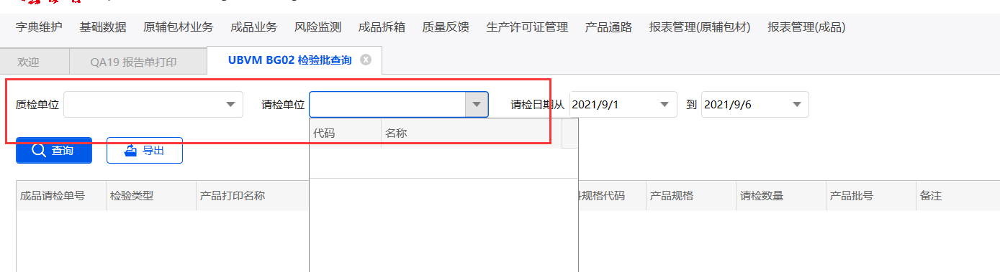 字典维护 基础数据 原辅包材业务 成品业务 风险监测 成品拆箱 质量反馈 生产许可证管理 产品通路 报表管理(原辅包材) 报表管理(成品)
欢迎 QA19 报告单打印 UBVM BG02 检验批查询
质检单位 请检单位 请检日期从 2021/9/1 到 2021/9/6
代码 名称
查询 导出
成品请检单号 检验类型 产品打印名称 规格代码 产品规格 请检数量 产品批号 备注